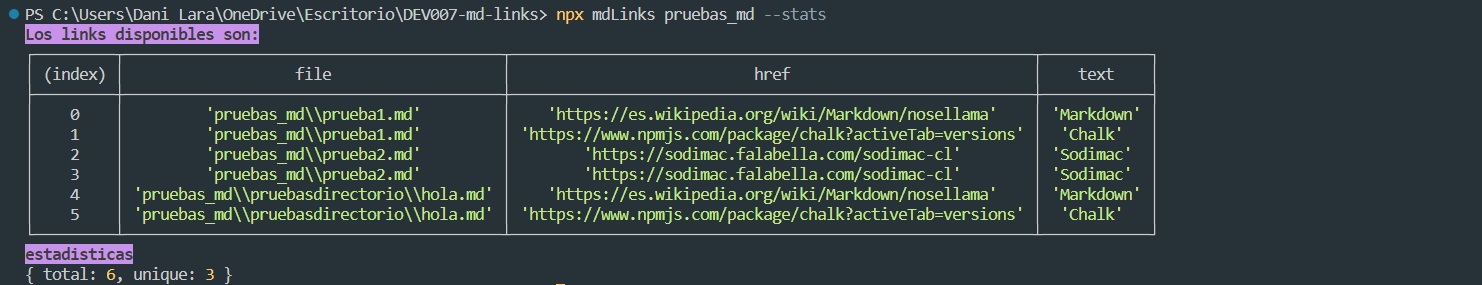 PS C:\Users\Dani Lara\OneDrive\Escritorio\DEV007-md-links> npx mdLinks pruebas_md --stats
Los links disponibles son:
(index) file href text
0 'pruebas_md\\prueba1.md' 'https://es.wikipedia.org/wiki/Markdown/nosellama' 'Markdown'
1 'pruebas_md\\prueba1.md' 'https://www.npmjs.com/package/chalk?activeTab=versions' 'Chalk'
2 'pruebas_md\\prueba2.md' 'https://sodimac.falabella.com/sodimac-cl' 'Sodimac'
3 'pruebas_md\\prueba2.md' 'https://sodimac.falabella.com/sodimac-cl' 'Sodimac'
4 'pruebas_md\\pruebasdirectorio\\hola.md' 'https://es.wikipedia.org/wiki/Markdown/nosellama' 'Markdown'
5 'pruebas_md\\pruebasdirectorio\\hola.md' 'https://www.npmjs.com/package/chalk?activeTab=versions' 'Chalk'
estadisticas
{ total: 6, unique: 3 }